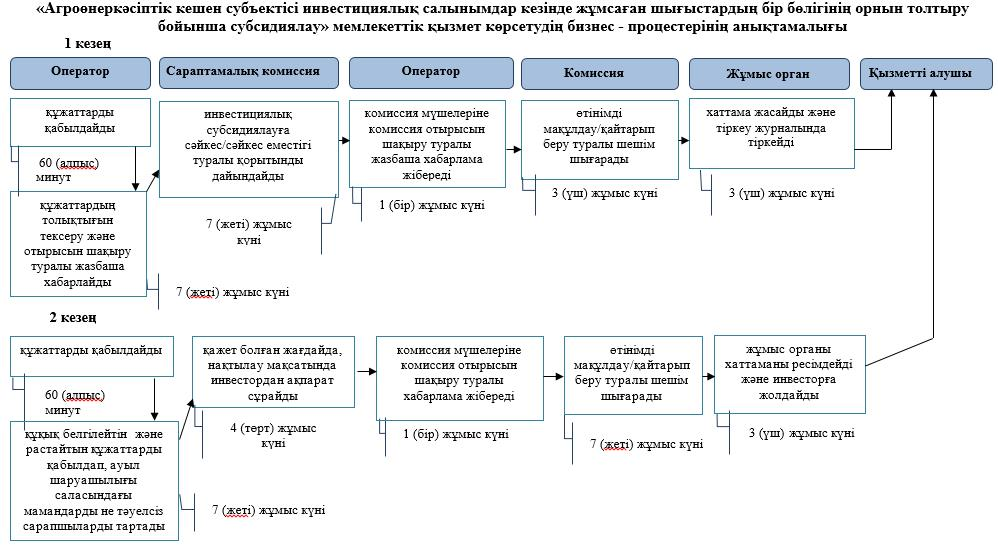 «Агроөнеркәсіптік кешен субъектісі инвестициялық салынымдар кезінде жұмсаған шығыстардың бір бөлігінің орнын толтыру
бойынша субсидиялау» мемлекеттік қызмет көрсетудің бизнес - процестерінің анықтамалығы
1 кезең
Оператор
Сараптамалық комиссия
Оператор
Комиссия
Жұмыс орган
Қызметті алушы
құжаттарды
қабылдайды
60 (алпыс)
минут
құжаттардың
толықтығын
тексеру және
отырысын шақыру
туралы жазбаша
хабарлайды
7 (жеті) жұмыс күні
инвестициялық
субсидиялауға
сәйкес/сәйкес еместігі
туралы қорытынды
дайындайды
7 (жеті) жұмыс
күні
комиссия мүшелеріне
комиссия отырысын
шақыру туралы
жазбаша хабарлама
жібереді
1 (бір) жұмыс күні
өтінімді
мақұлдау/қайтарып
беру туралы шешім
шығарады
3 (үш) жұмыс күні
хаттама жасайды және
тіркеу журналында
тіркейді
3 (үш) жұмыс күні
2 кезең
құжаттарды қабылдайды
60 (алпыс)
минут
құқық белгілейтін және
растайтын құжаттарды
қабылдап, ауыл
шаруашылығы
саласындағы
мамандарды не тәуелсіз
сарапшыларды тартады
7 (жеті) жұмыс күні
қажет болған жағдайда,
нақтылау мақсатында
инвестордан ақпарат
сұрайды
4 (төрт) жұмыс
күні
комиссия мүшелеріне
комиссия отырысын
шақыру туралы
хабарлама жібереді
1 (бір) жұмыс күні
өтінімді
мақұлдау/қайтарып
беру туралы шешім
шығарады
7 (жеті) жұмыс күні
жұмыс органы
хаттаманы ресімдейді
және инвесторға
жолдайды
3 (үш) жұмыс күні